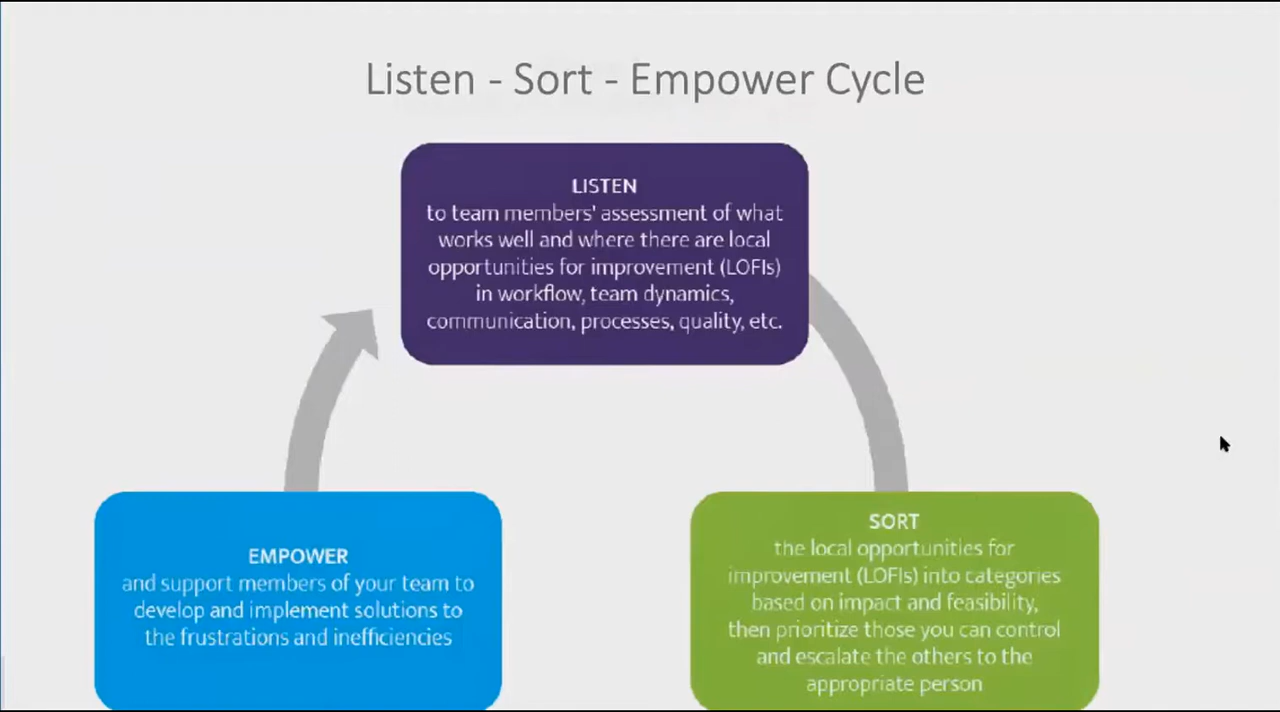 Listen - Sort - Empower Cycle
LISTEN
to team members' assessment of what
works well and where there are local
opportunities for improvement (LOFIs)
in workflow, team dynamics,
communication, processes, quality, etc.
EMPOWER
and support members of your team to
develop and implement solutions to
the frustrations and inefficiencies
SORT
the local opportunities for
improvement (LOFIs) into categories
based on impact and feasibility,
then prioritize those you can control
and escalate the others to the
appropriate person